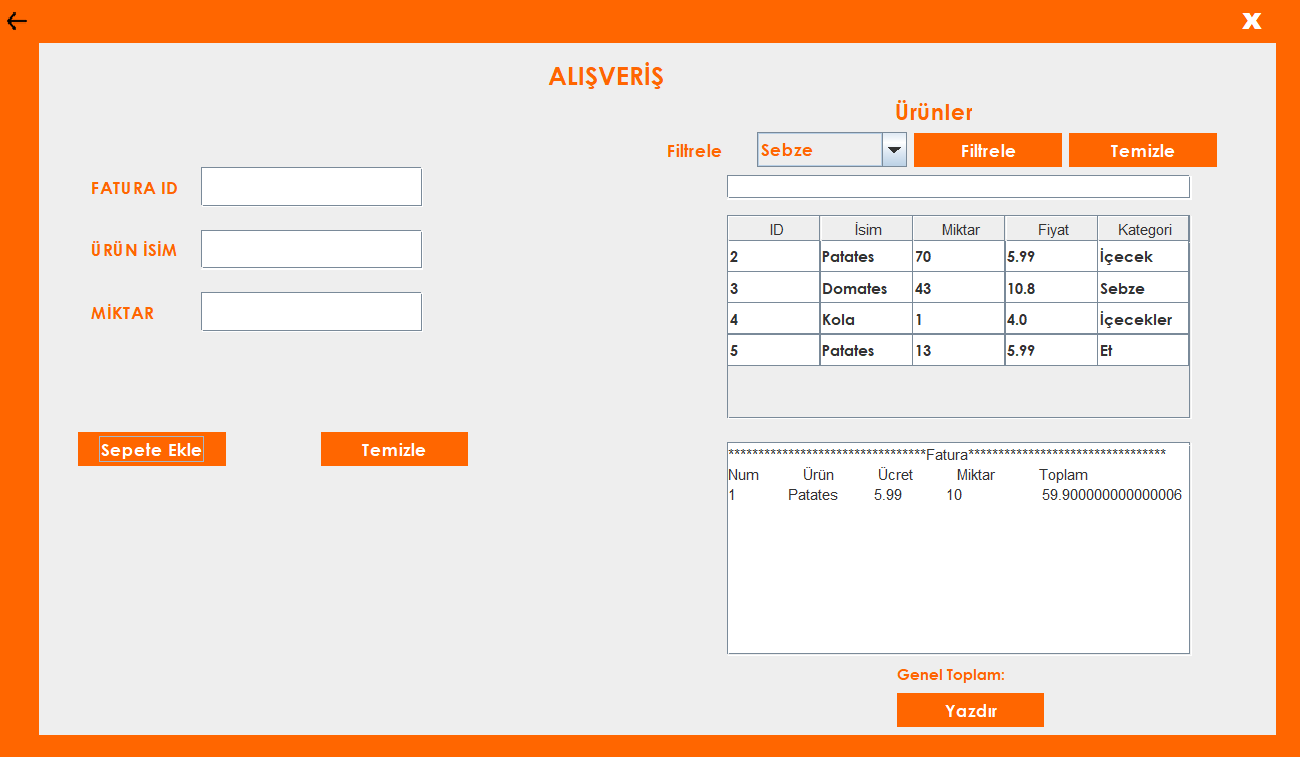 X
ALIŞVERİŞ
Ürünler
Filtrele Sebze Filtrele Temizle
FATURA ID
ÜRÜN İSİM
MİKTAR
Sepete Ekle Temizle
ID İsim Miktar Fiyat Kategori
2 Patates 70 5.99 İçecek
3 Domates 43 10.8 Sebze
4 Kola 1 4.0 İçecekler
5 Patates 13 5.99 Et
*********************************Fatura*********************************
Num Ürün Ücret Miktar Toplam
1 Patates 5.99 10 59.900000000000006
Genel Toplam:
Yazdır